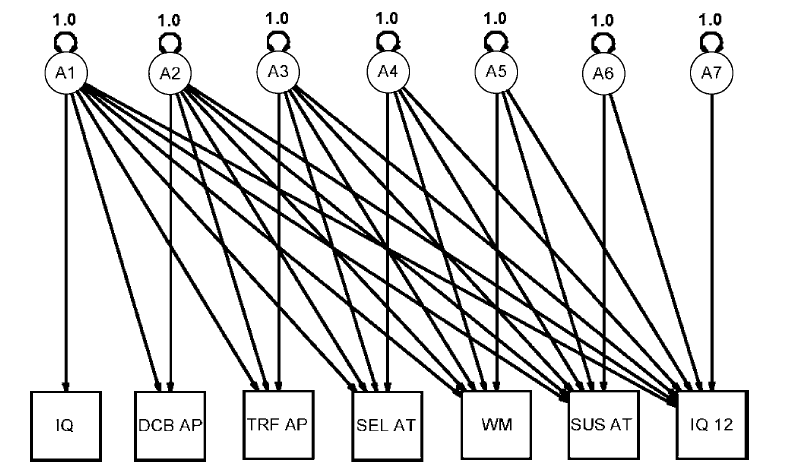 1.0 1.0 1.0 1.0 1.0 1.0 1.0
A1 A2 A3 A4 A5 A6 A7
IQ DCB AP TRF AP SEL AT WM SUS AT IQ 12